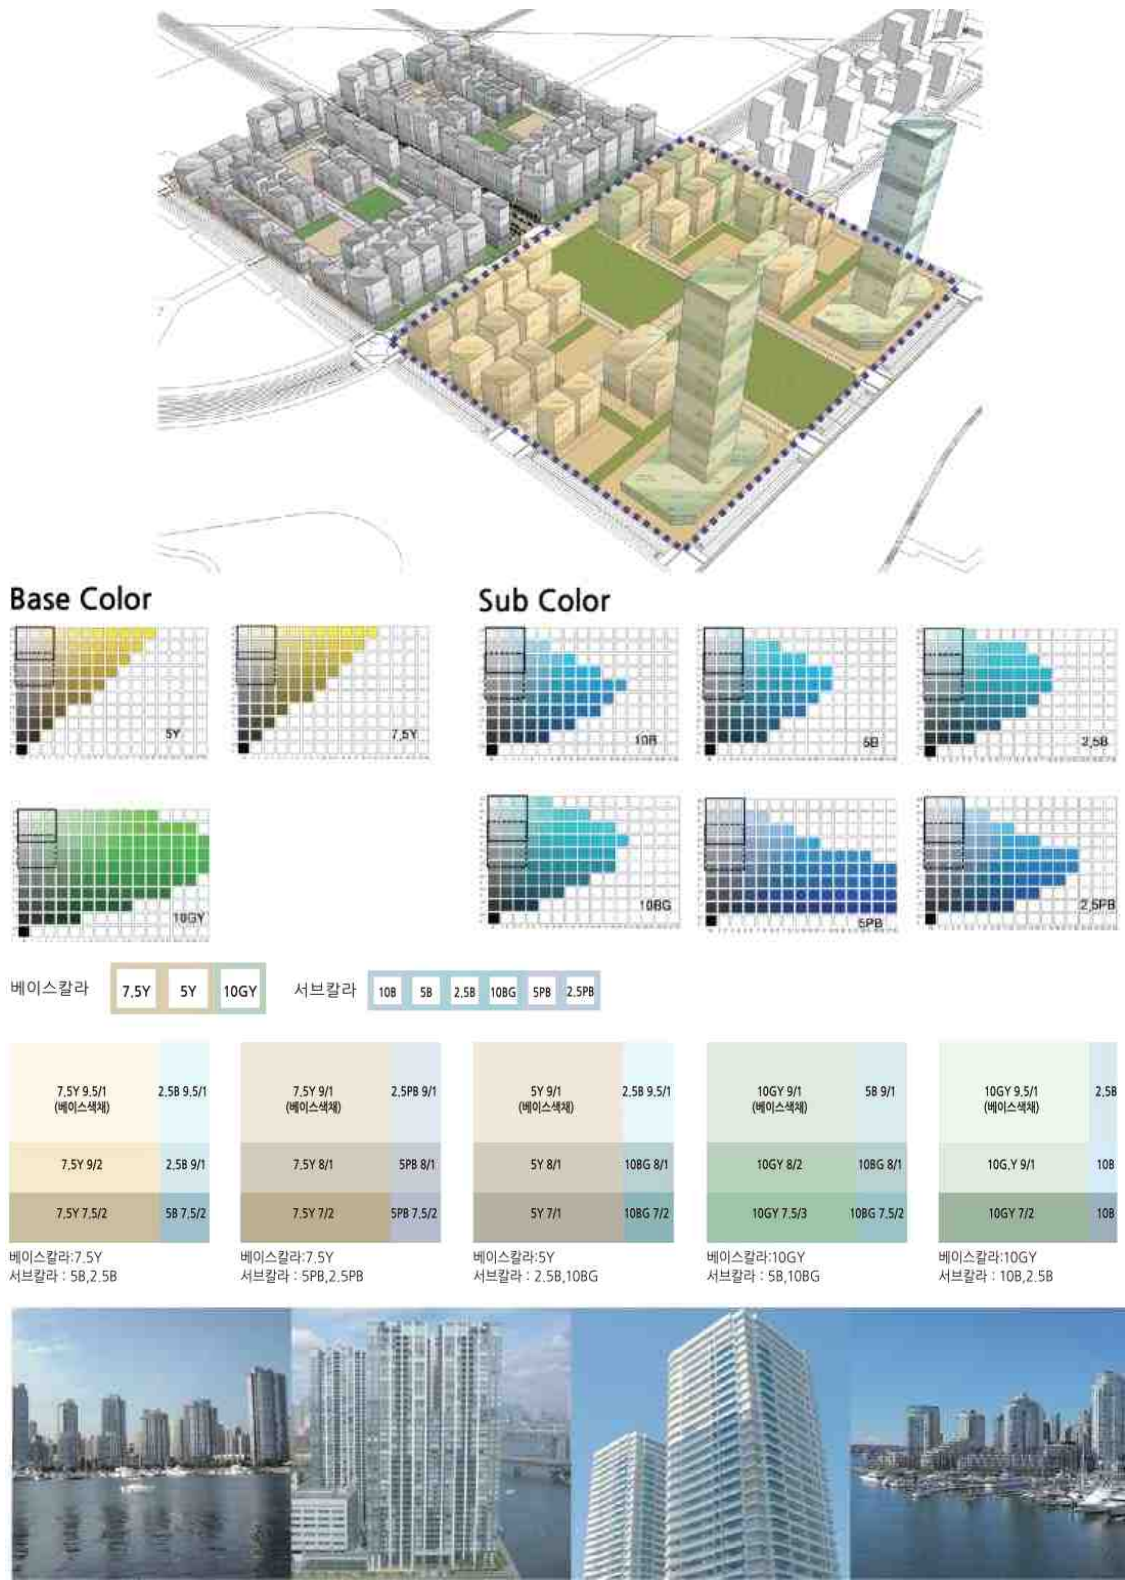 Base Color
Sub Color
5Y
7.5Y
10B
5B
2.5B
10GY
10BG
5PB
2.5PB
베이스칼라 7.5Y 5Y 10GY 서브칼라 10B 5B 2.5B 10BG 5PB 2.5PB
7.5Y 9.5/1
(베이스색채)
2.5B 9.5/1
7.5Y 9/2
2.5B 9/1
7.5Y 7.5/2
5B 7.5/2
베이스칼라:7.5Y
서브칼라 : 5B,2.5B
7.5Y 9/1
(베이스색채)
2.5PB 9/1
7.5Y 8/1
5PB 8/1
7.5Y 7/2
5PB 7.5/2
베이스칼라:7.5Y
서브칼라 : 5PB,2.5PB
5Y 9/1
(베이스색채)
2.5B 9.5/1
5Y 8/1
10BG 8/1
5Y 7/1
10BG 7/2
베이스칼라:5Y
서브칼라 : 2.5B,10BG
10GY 9/1
(베이스색채)
5B 9/1
10GY 8/2
10BG 8/1
10GY 7.5/3
10BG 7.5/2
베이스칼라:10GY
서브칼라 : 5B,10BG
10GY 9.5/1
(베이스색채)
2.5B
10G.Y 9/1
10B
10GY 7/2
10B
베이스칼라:10GY
서브칼라 : 10B,2.5B